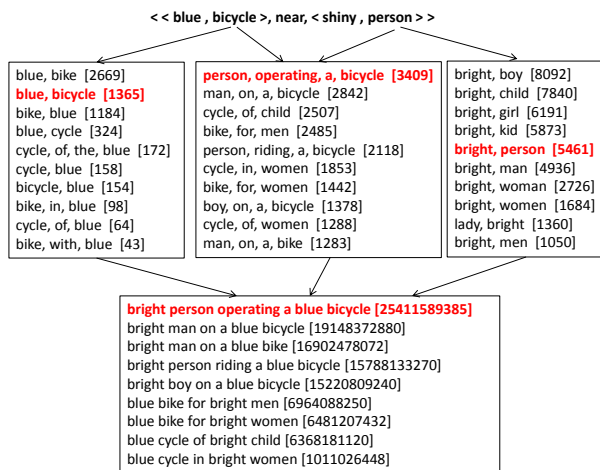 < < blue , bicycle >, near, < shiny , person > >
blue, bike [2669]
blue, bicycle [1365]
bike, blue [1184]
blue, cycle [324]
cycle, of, the, blue [172]
cycle, blue [158]
bicycle, blue [154]
bike, in, blue [98]
cycle, of, blue [64]
bike, with, blue [43]
person, operating, a, bicycle [3409]
man, on, a, bicycle [2842]
cycle, of, child [2507]
bike, for, men [2485]
person, riding, a, bicycle [2118]
cycle, in, women [1853]
bike, for, women [1442]
boy, on, a, bicycle [1378]
cycle, of, women [1288]
man, on, a, bike [1283]
bright, boy [8092]
bright, child [7840]
bright, girl [6191]
bright, kid [5873]
bright, person [5461]
bright, man [4936]
bright, woman [2726]
bright, women [1684]
lady, bright [1360]
bright, men [1050]
bright person operating a blue bicycle [25411589385]
bright man on a blue bicycle [19148372880]
bright man on a blue bike [16902478072]
bright person riding a blue bicycle [15788133270]
bright boy on a blue bicycle [15220809240]
blue bike for bright men [6964088250]
blue bike for bright women [6481207432]
blue cycle of bright child [6368181120]
blue cycle in bright women [1011026448]